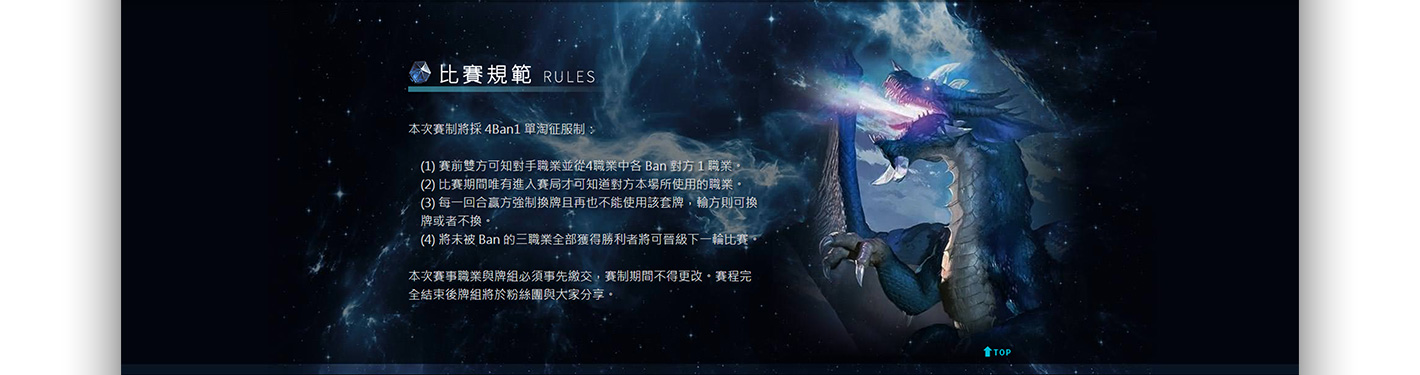 比賽規範 RULES
本次賽制將採 4Ban1 單淘征服制：
(1) 賽前雙方可知對手職業並從4職業中各 Ban 對方 1 職業。
(2) 比賽期間唯有進入賽局才可知道對方本場所使用的職業。
(3) 每一回合贏方強制換牌且再也不能使用該套牌，輸方則可換
牌或者不換。
(4) 將未被 Ban 的三職業全部獲得勝利者將可晉級下一輪比賽。
本次賽事職業與牌組必須事先繳交，賽制期間不得更改。賽程完
全結束後牌組將於粉絲團與大家分享。
TOP